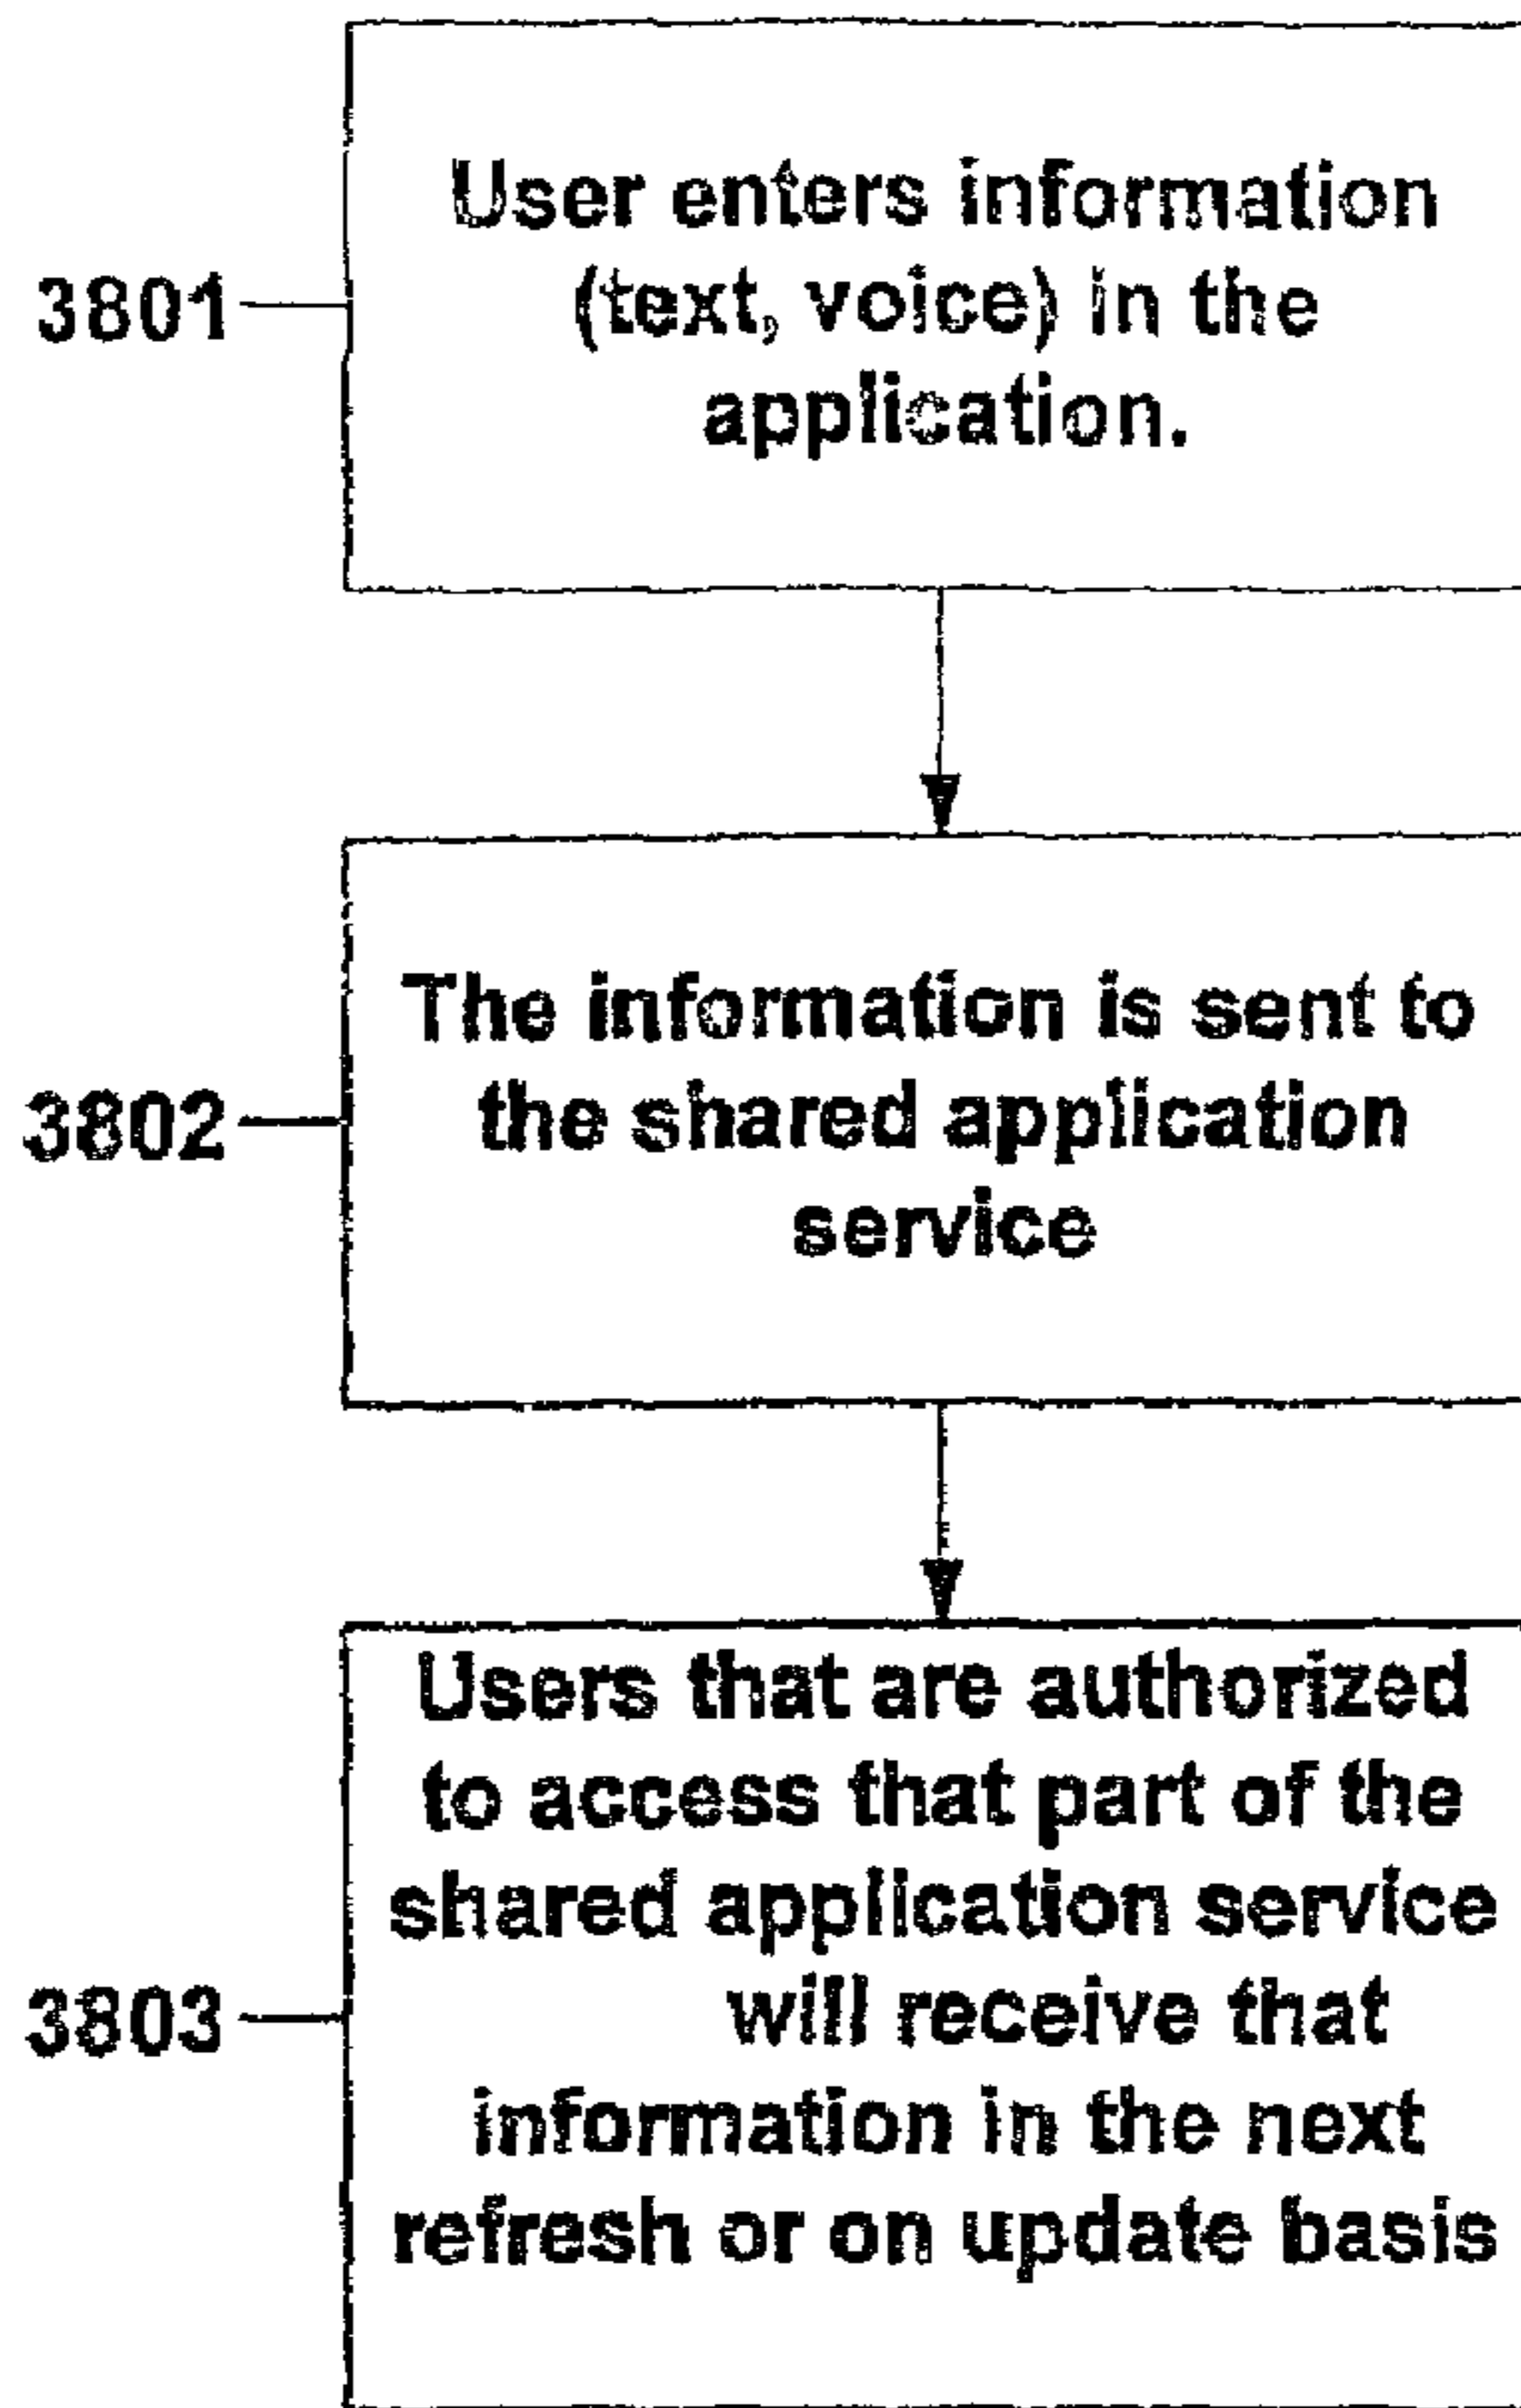 User enters information
3801
(text, voice) in the
application.
The information is sent to
3802
the shared application
service
Users that are authorized
to access that part of the
shared application service
3803
will receive that
information in the next
refresh or on update basis